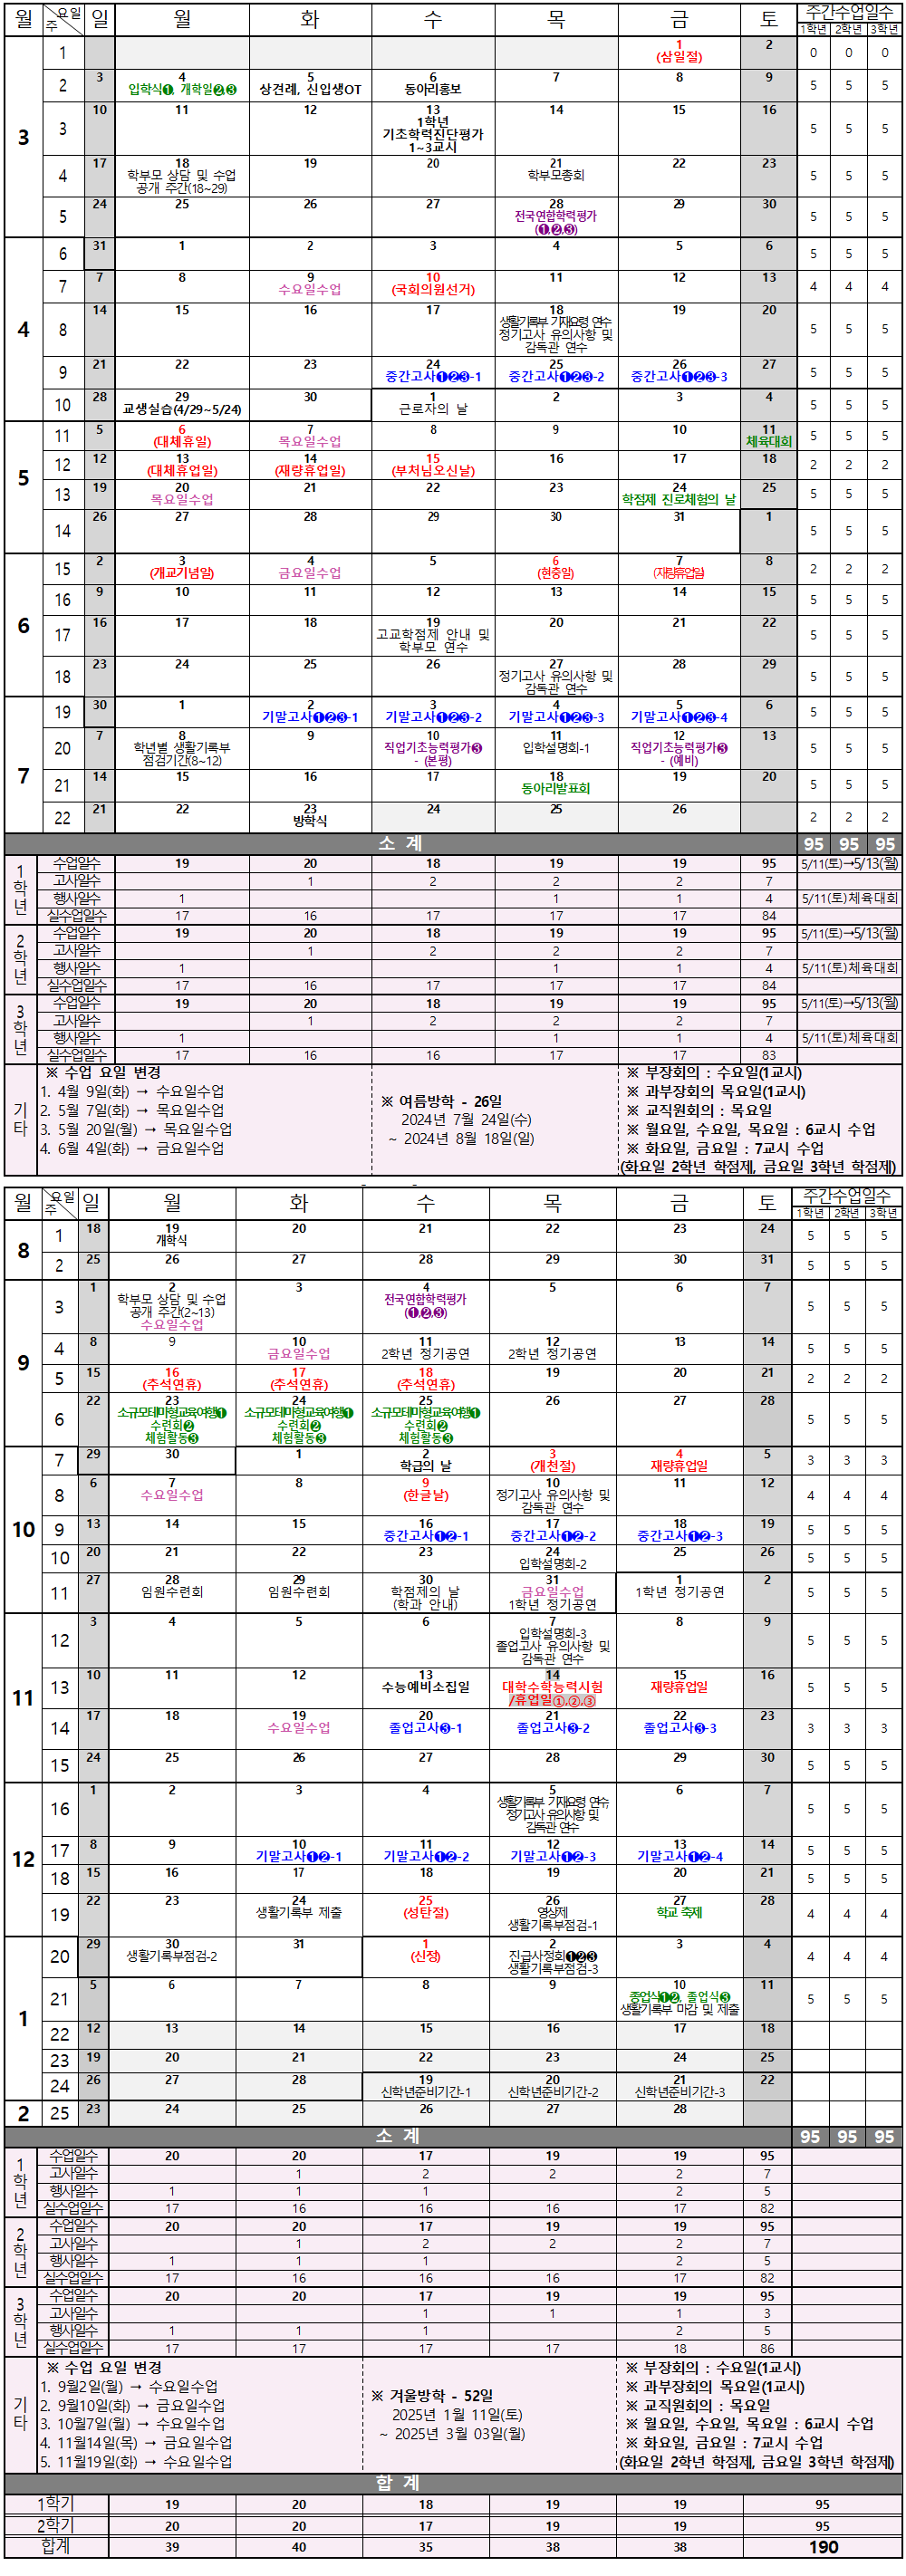 월 요일 주 일 월 화 수 목 금 토 주간수업일수
1학년 2학년 3학년
3
1 1 2 0 0 0
(삼일절)
2 3 4 5 6 7 8 9 5 5 5
입학식❶, 개학일❷,❸ 상견례, 신입생OT 동아리홍보
3 10 11 12 13 14 15 16 5 5 5
1학년
기초학력진단평가
1~3교시
4 17 18 19 20 21 22 23 5 5 5
학부모 상담 및 수업 학부모총회
공개 주간(18~29)
5 24 25 26 27 28 29 30 5 5 5
전국연합학력평가
(❶,❷,❸)
4
6 31 1 2 3 4 5 6 5 5 5
7 7 8 9 10 11 12 13 4 4 4
수요일수업 (국회의원선거)
8 14 15 16 17 18 19 20 5 5 5
생활기록부 기재요령 연수
정기고사 유의사항 및
감독관 연수
9 21 22 23 24 25 26 27 5 5 5
중간고사❶❷❸-1 중간고사❶❷❸-2 중간고사❶❷❸-3
10 28 29 30 1 2 3 4 5 5 5
교생실습(4/29~5/24) 근로자의 날
5
11 5 6 7 8 9 10 11 5 5 5
(대체휴일) 목요일수업 체육대회
12 12 13 14 15 16 17 18 2 2 2
(대체휴업일) (재량휴업일) (부처님오신날)
13 19 20 21 22 23 24 25 5 5 5
목요일수업 학점제 진로체험의 날
14 26 27 28 29 30 31 1 5 5 5
6
15 2 3 4 5 6 7 8 2 2 2
(개교기념일) 금요일수업 (현충일) (재량휴업일)
16 9 10 11 12 13 14 15 5 5 5
17 16 17 18 19 20 21 22 5 5 5
고교학점제 안내 및
학부모 연수
18 23 24 25 26 27 28 29 5 5 5
정기고사 유의사항 및
감독관 연수
7
19 30 1 2 3 4 5 6 5 5 5
기말고사❶❷❸-1 기말고사❶❷❸-2 기말고사❶❷❸-3 기말고사❶❷❸-4
20 7 8 9 10 11 12 13 5 5 5
학년별 생활기록부 직업기초능력평가❸ 입학설명회-1 직업기초능력평가❸
점검기간(8~12) - (본평) - (예비)
21 14 15 16 17 18 19 20 5 5 5
동아리발표회
22 21 22 23 24 25 26 2 2 2
방학식
소 계 95 95 95
1학년
수업일수 19 20 18 19 19 95 5/11(토)→5/13(월)
고사일수 1 2 2 2 7
행사일수 1 1 1 4 5/11(토)체육대회
실수업일수 17 16 17 17 17 84
2학년
수업일수 19 20 18 19 19 95 5/11(토)→5/13(월)
고사일수 1 2 2 2 7
행사일수 1 1 1 4 5/11(토)체육대회
실수업일수 17 16 17 17 17 84
3학년
수업일수 19 20 18 19 19 95 5/11(토)→5/13(월)
고사일수 1 2 2 2 7
행사일수 1 1 1 4 5/11(토)체육대회
실수업일수 17 16 16 17 17 83
기타
※ 수업 요일 변경
1. 4월 9일(화) → 수요일수업
2. 5월 7일(화) → 목요일수업
3. 5월 20일(월) → 목요일수업
4. 6월 4일(화) → 금요일수업
※ 여름방학 - 26일
2024년 7월 24일(수)
~ 2024년 8월 18일(일)
※ 부장회의 : 수요일(1교시)
※ 과부장회의 목요일(1교시)
※ 교직원회의 : 목요일
※ 월요일, 수요일, 목요일 : 6교시 수업
※ 화요일, 금요일 : 7교시 수업
(화요일 2학년 학점제, 금요일 3학년 학점제)
월 요일 주 일 월 화 수 목 금 토 주간수업일수
1학년 2학년 3학년
8
1 18 19 20 21 22 23 24 5 5 5
개학식
2 25 26 27 28 29 30 31 5 5 5
9
3 1 2 3 4 5 6 7 5 5 5
학부모 상담 및 수업 전국연합학력평가
공개 주간(2~13) (❶,❷,❸)
수요일수업
4 8 9 10 11 12 13 14 5 5 5
금요일수업 2학년 정기공연 2학년 정기공연
5 15 16 17 18 19 20 21 2 2 2
(추석연휴) (추석연휴) (추석연휴)
6 22 23 24 25 26 27 28 5 5 5
소규모테마형교육여행❶ 소규모테마형교육여행❶ 소규모테마형교육여행❶
수련회❷ 수련회❷ 수련회❷
체험활동❸ 체험활동❸ 체험활동❸
10
7 29 30 1 2 3 4 5 3 3 3
학급의 날 (개천절) 재량휴업일
8 6 7 8 9 10 11 12 4 4 4
수요일수업 (한글날) 정기고사 유의사항 및
감독관 연수
9 13 14 15 16 17 18 19 5 5 5
중간고사❶❷-1 중간고사❶❷-2 중간고사❶❷-3
10 20 21 22 23 24 25 26 5 5 5
입학설명회-2
11 27 28 29 30 31 1 2 5 5 5
임원수련회 임원수련회 학점제의 날 금요일수업 1학년 정기공연
(학과 안내) 1학년 정기공연
11
12 3 4 5 6 7 8 9 5 5 5
입학설명회-3
졸업고사 유의사항 및
감독관 연수
13 10 11 12 13 14 15 16 5 5 5
수능예비소집일 대학수학능력시험 재량휴업일
/휴업일①,②,③
14 17 18 19 20 21 22 23 3 3 3
수요일수업 졸업고사❸-1 졸업고사❸-2 졸업고사❸-3
15 24 25 26 27 28 29 30 5 5 5
12
16 1 2 3 4 5 6 7 5 5 5
생활기록부 기재요령 연수,
정기고사 유의사항 및
감독관 연수
17 8 9 10 11 12 13 14 5 5 5
기말고사❶❷-1 기말고사❶❷-2 기말고사❶❷-3 기말고사❶❷-4
18 15 16 17 18 19 20 21 5 5 5
19 22 23 24 25 26 27 28 4 4 4
생활기록부 제출 (성탄절) 영상제 학교 축제
생활기록부점검-1
1
20 29 30 31 1 2 3 4 4 4 4
생활기록부점검-2 (신정) 진급사정회❶❷❸
생활기록부점검-3
21 5 6 7 8 9 10 11 5 5 5
종업식❶❷, 졸업식❸
생활기록부 마감 및 제출
22 12 13 14 15 16 17 18
23 19 20 21 22 23 24 25
24 26 27 28 19 20 21 22
신학년준비기간-1 신학년준비기간-2 신학년준비기간-3
2
25 23 24 25 26 27 28
소 계 95 95 95
1학년
수업일수 20 20 17 19 19 95
고사일수 1 2 2 2 7
행사일수 1 1 1 2 5
실수업일수 17 16 16 16 17 82
2학년
수업일수 20 20 17 19 19 95
고사일수 1 2 2 2 7
행사일수 1 1 1 2 5
실수업일수 17 16 16 16 17 82
3학년
수업일수 20 20 17 19 19 95
고사일수 1 1 1 3
행사일수 1 1 1 2 5
실수업일수 17 17 17 17 18 86
기타
※ 수업 요일 변경
1. 9월2일(월) → 수요일수업
2. 9월10일(화) → 금요일수업
3. 10월7일(월) → 수요일수업
4. 11월14일(목) → 금요일수업
5. 11월19일(화) → 수요일수업
※ 겨울방학 - 52일
2025년 1월 11일(토)
~ 2025년 3월 03일(월)
※ 부장회의 : 수요일(1교시)
※ 과부장회의 목요일(1교시)
※ 교직원회의 : 목요일
※ 월요일, 수요일, 목요일 : 6교시 수업
※ 화요일, 금요일 : 7교시 수업
(화요일 2학년 학점제, 금요일 3학년 학점제)
합 계
1학기 19 20 18 19 19 95
2학기 20 20 17 19 19 95
합계 39 40 35 38 38 190